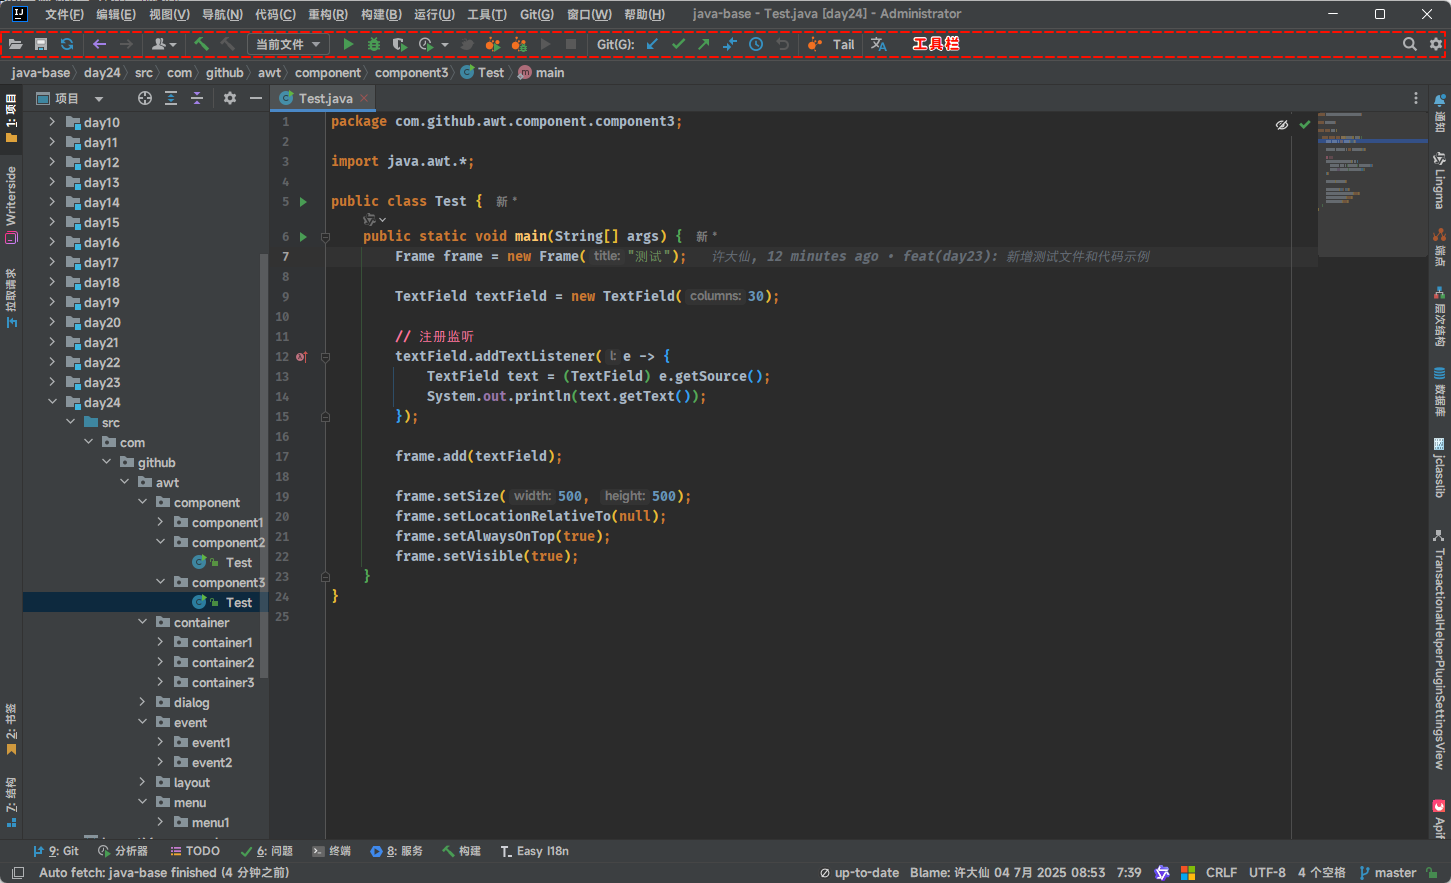 文件(F) 编辑(E) 视图(V) 导航(N) 代码(C) 重构(R) 构建(B) 运行(U) 工具(T) Git(G) 窗口(W) 帮助(H) java-base - Test.java [day24] - Administrator
当前文件 Git(G): Tail 工具栏
java-base day24 src com github awt component component3 Test main
1: 项目
Writerside
拉取请求
2: 书签
7: 结构
项目
day10
day11
day12
day13
day14
day15
day16
day17
day18
day19
day20
day21
day22
day23
day24
src
com
github
awt
component
component1
component2
Test
component3
Test
container
container1
container2
container3
dialog
event
event1
event2
layout
menu
menu1
Test.java
1 package com.github.awt.component.component3;
2
3 import java.awt.*;
4
5 public class Test { 新 *
6 public static void main(String[] args) { 新 *
7 Frame frame = new Frame( title: "测试"); 许大仙, 12 minutes ago • feat(day23): 新增测试文件和代码示例
8
9 TextField textField = new TextField( columns: 30);
10
11 // 注册监听
12 textField.addTextListener( l: e -> {
13 TextField text = (TextField) e.getSource();
14 System.out.println(text.getText());
15 });
16
17 frame.add(textField);
18
19 frame.setSize( width: 500, height: 500);
20 frame.setLocationRelativeTo(null);
21 frame.setAlwaysOnTop(true);
22 frame.setVisible(true);
23 }
24 }
25
通知
Lingma
端点
层次结构
数据库
jclasslib
TransactionalHelperPluginSettingsView
Apif
9: Git 分析器 TODO 6: 问题 终端 8: 服务 构建 Easy I18n
Auto fetch: java-base finished (4 分钟之前) up-to-date Blame: 许大仙 04 7月 2025 08:53 7:39 CRLF UTF-8 4 个空格 master